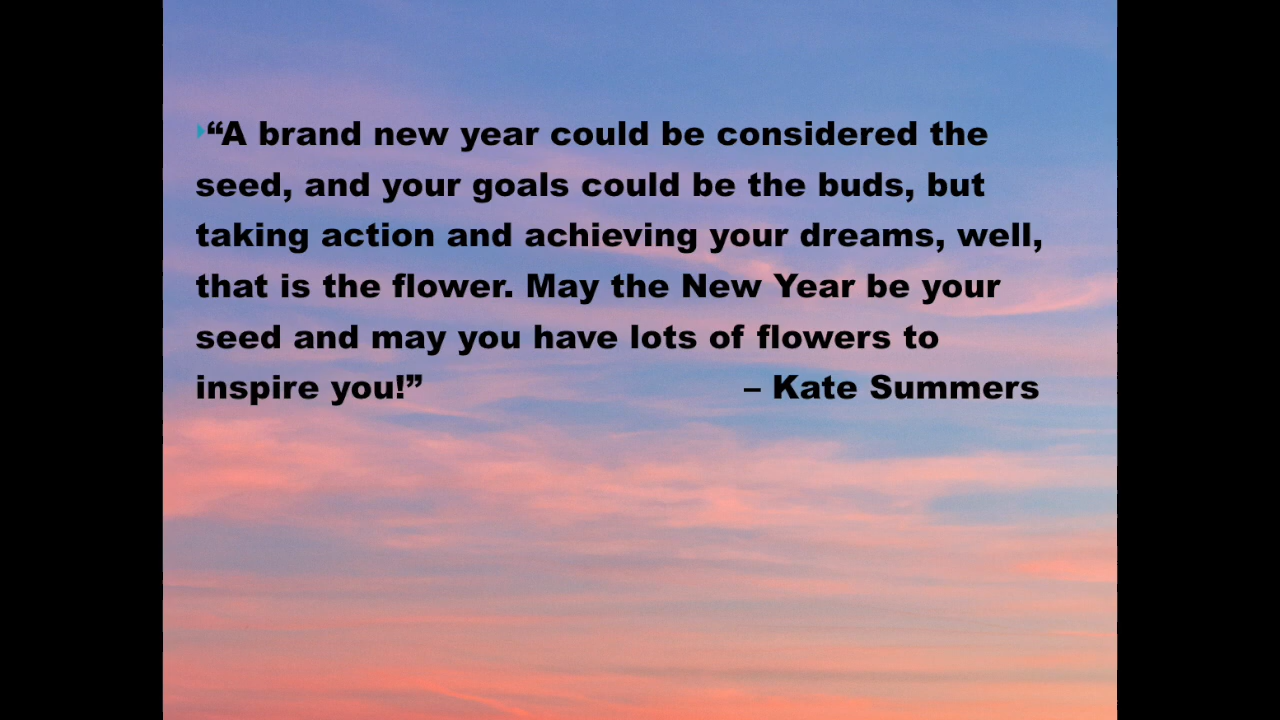 “A brand new year could be considered the
seed, and your goals could be the buds, but
taking action and achieving your dreams, well,
that is the flower. May the New Year be your
seed and may you have lots of flowers to
inspire you!” – Kate Summers